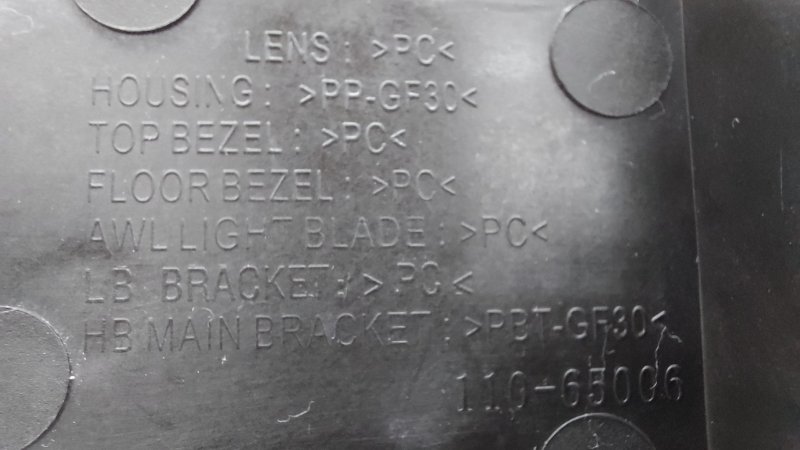 LENS : >PC<
HOUSING : >PP-GF30<
TOP BEZEL : >PC<
FLOOR BEZEL : >PC<
AWL LIGHT BLADE : >PC<
LB BRACKET : > PC <
HB MAIN BRACKET : >PBT-GF30<
110-65006